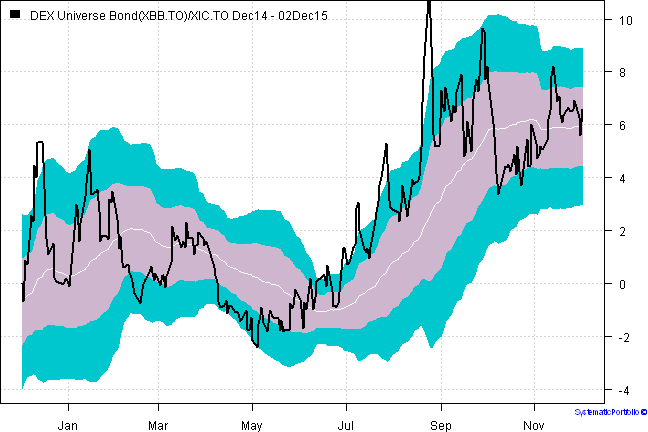 DEX Universe Bond(XBB.TO)/XIC.TO Dec14 - 02Dec15
10
8
6
4
2
0
-2
-4
Jan Mar May Jul Sep Nov
SystematicPortfolio ©